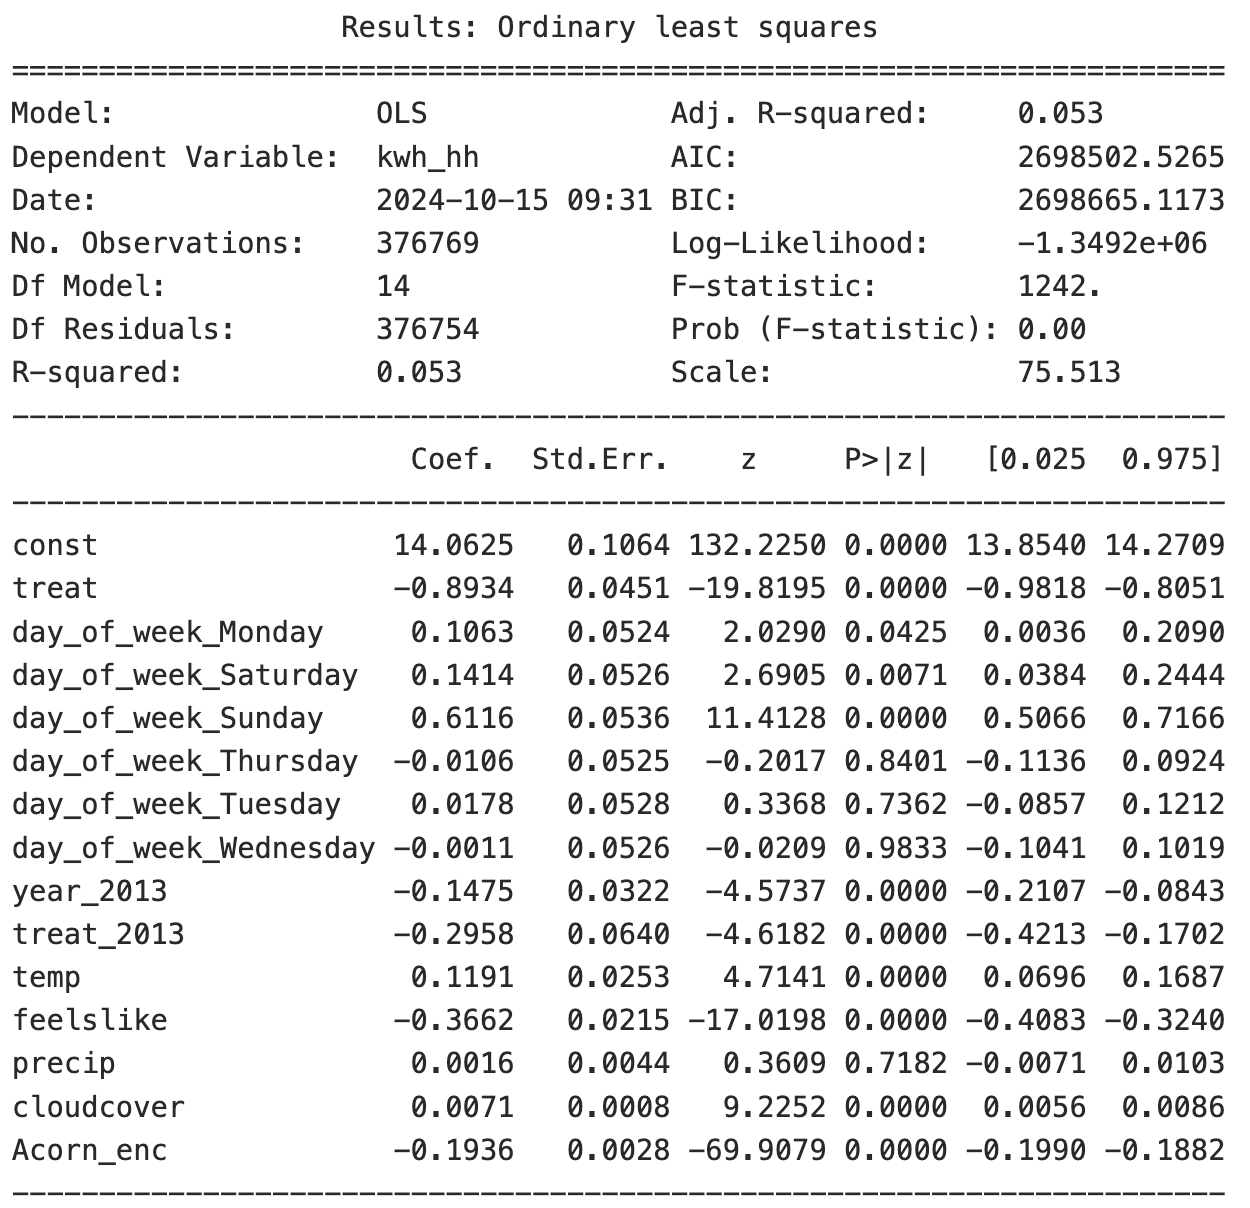 Results: Ordinary least squares
======================================================================
Model: OLS Adj. R-squared: 0.053
Dependent Variable: kwh_hh AIC: 2698502.5265
Date: 2024-10-15 09:31 BIC: 2698665.1173
No. Observations: 376769 Log-Likelihood: -1.3492e+06
Df Model: 14 F-statistic: 1242.
Df Residuals: 376754 Prob (F-statistic): 0.00
R-squared: 0.053 Scale: 75.513
----------------------------------------------------------------------
Coef. Std.Err. z P>|z| [0.025 0.975]
----------------------------------------------------------------------
const 14.0625 0.1064 132.2250 0.0000 13.8540 14.2709
treat -0.8934 0.0451 -19.8195 0.0000 -0.9818 -0.8051
day_of_week_Monday 0.1063 0.0524 2.0290 0.0425 0.0036 0.2090
day_of_week_Saturday 0.1414 0.0526 2.6905 0.0071 0.0384 0.2444
day_of_week_Sunday 0.6116 0.0536 11.4128 0.0000 0.5066 0.7166
day_of_week_Thursday -0.0106 0.0525 -0.2017 0.8401 -0.1136 0.0924
day_of_week_Tuesday 0.0178 0.0528 0.3368 0.7362 -0.0857 0.1212
day_of_week_Wednesday -0.0011 0.0526 -0.0209 0.9833 -0.1041 0.1019
year_2013 -0.1475 0.0322 -4.5737 0.0000 -0.2107 -0.0843
treat_2013 -0.2958 0.0640 -4.6182 0.0000 -0.4213 -0.1702
temp 0.1191 0.0253 4.7141 0.0000 0.0696 0.1687
feelslike -0.3662 0.0215 -17.0198 0.0000 -0.4083 -0.3240
precip 0.0016 0.0044 0.3609 0.7182 -0.0071 0.0103
cloudcover 0.0071 0.0008 9.2252 0.0000 0.0056 0.0086
Acorn_enc -0.1936 0.0028 -69.9079 0.0000 -0.1990 -0.1882
----------------------------------------------------------------------